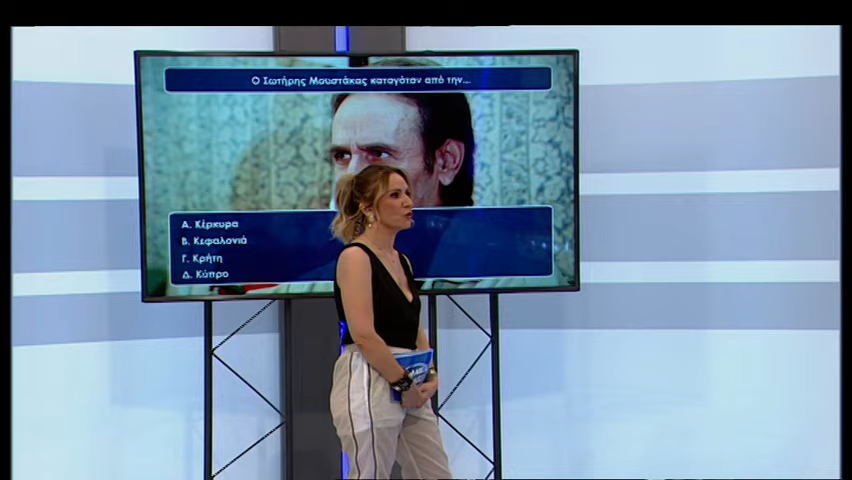 Ο Σωτήρης Μουστάκας καταγόταν από την...
Α. Κέρκυρα
Β. Κεφαλονιά
Γ. Κρήτη
Δ. Κύπρο